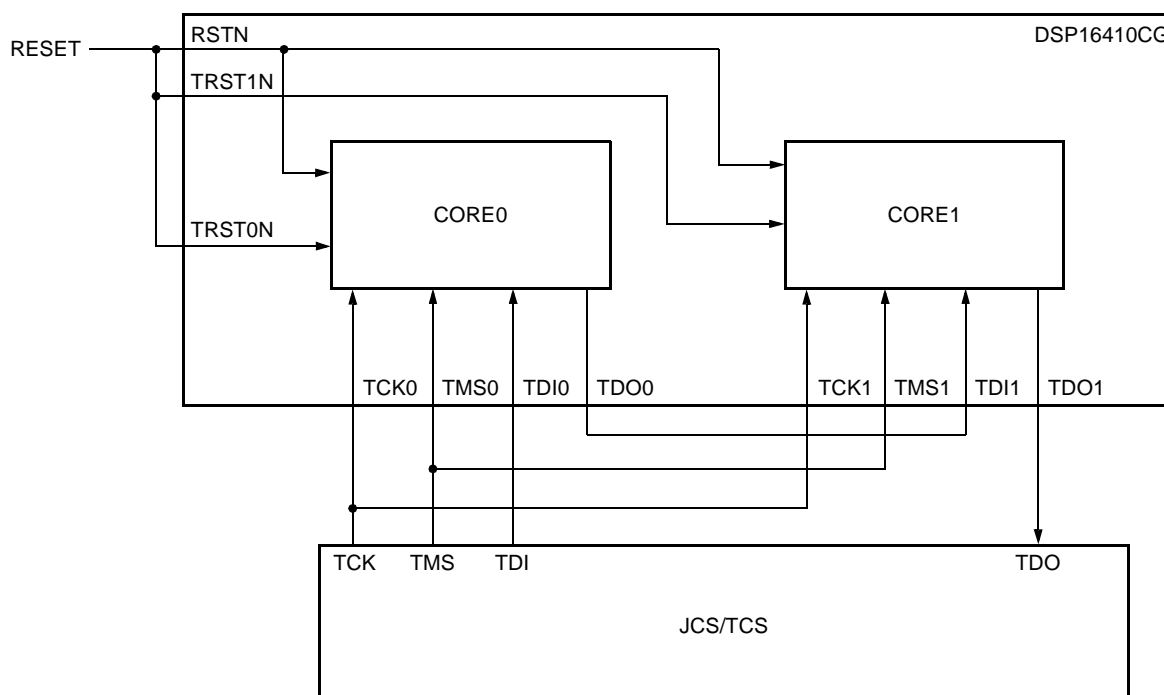 RSTN
DSP16410CG
RESET
TRST1N
CORE0
CORE1
TRST0N
TCK0 TMS0 TDI0 TDO0 TCK1 TMS1 TDI1 TDO1
TCK TMS TDI TDO
JCS/TCS